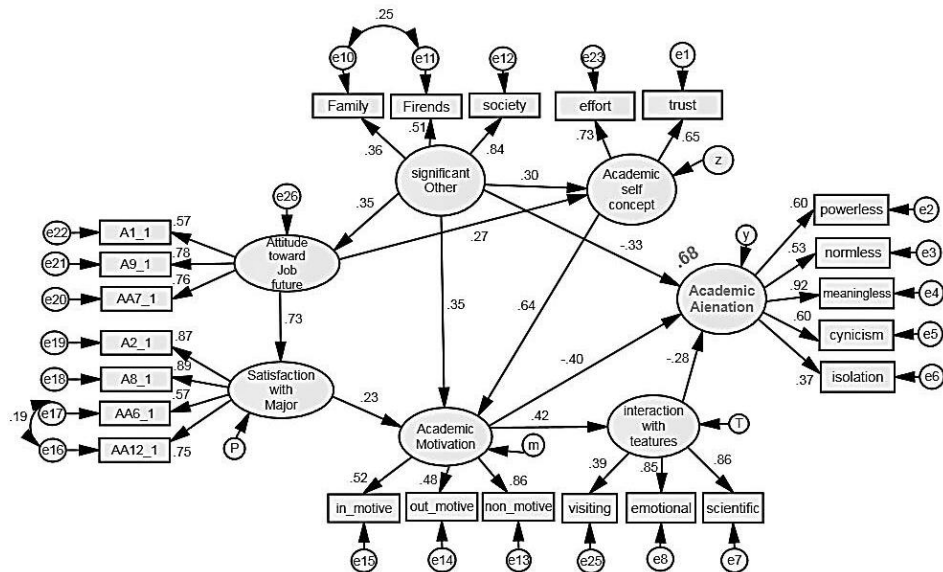 .25
e10
e11
e12
e23
e1
Family
Firends
society
effort
trust
.36
.51
.84
.73
.65
significant
Other
Academic
self
concept
z
.30
e26
.35
.27
-.33
e22
A1_1
.57
e21
A9_1
.78
e20
AA7_1
.76
Attitude
toward
Job
future
.68
y
Academic
Aienation
.60
powerless
e2
.53
normless
e3
.92
meaningless
e4
.60
cynicism
e5
.37
isolation
e6
.73
.35
.64
-.40
-.28
e19
A2_1
.87
e18
A8_1
.89
.19
e17
AA6_1
.57
e16
AA12_1
.75
Satisfaction
with
Major
P
.23
Academic
Motivation
m
.42
interaction
with
teatures
T
.52
.48
.86
.39
.85
.86
in_motive
out_motive
non_motive
visiting
emotional
scientific
e15
e14
e13
e25
e8
e7